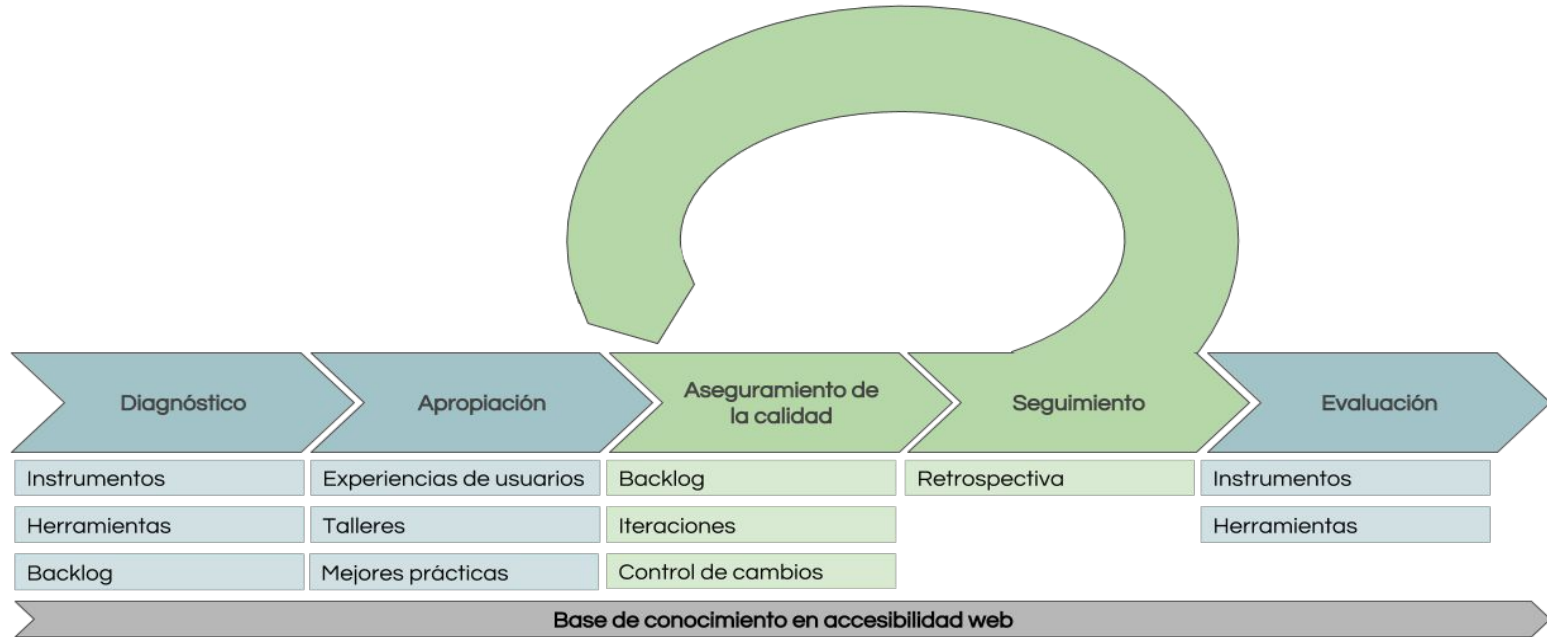 Diagnóstico
Apropiación
Aseguramiento de
la calidad
Seguimiento
Evaluación
Instrumentos
Herramientas
Backlog
Experiencias de usuarios
Talleres
Mejores prácticas
Backlog
Iteraciones
Control de cambios
Retrospectiva
Instrumentos
Herramientas
Base de conocimiento en accesibilidad web